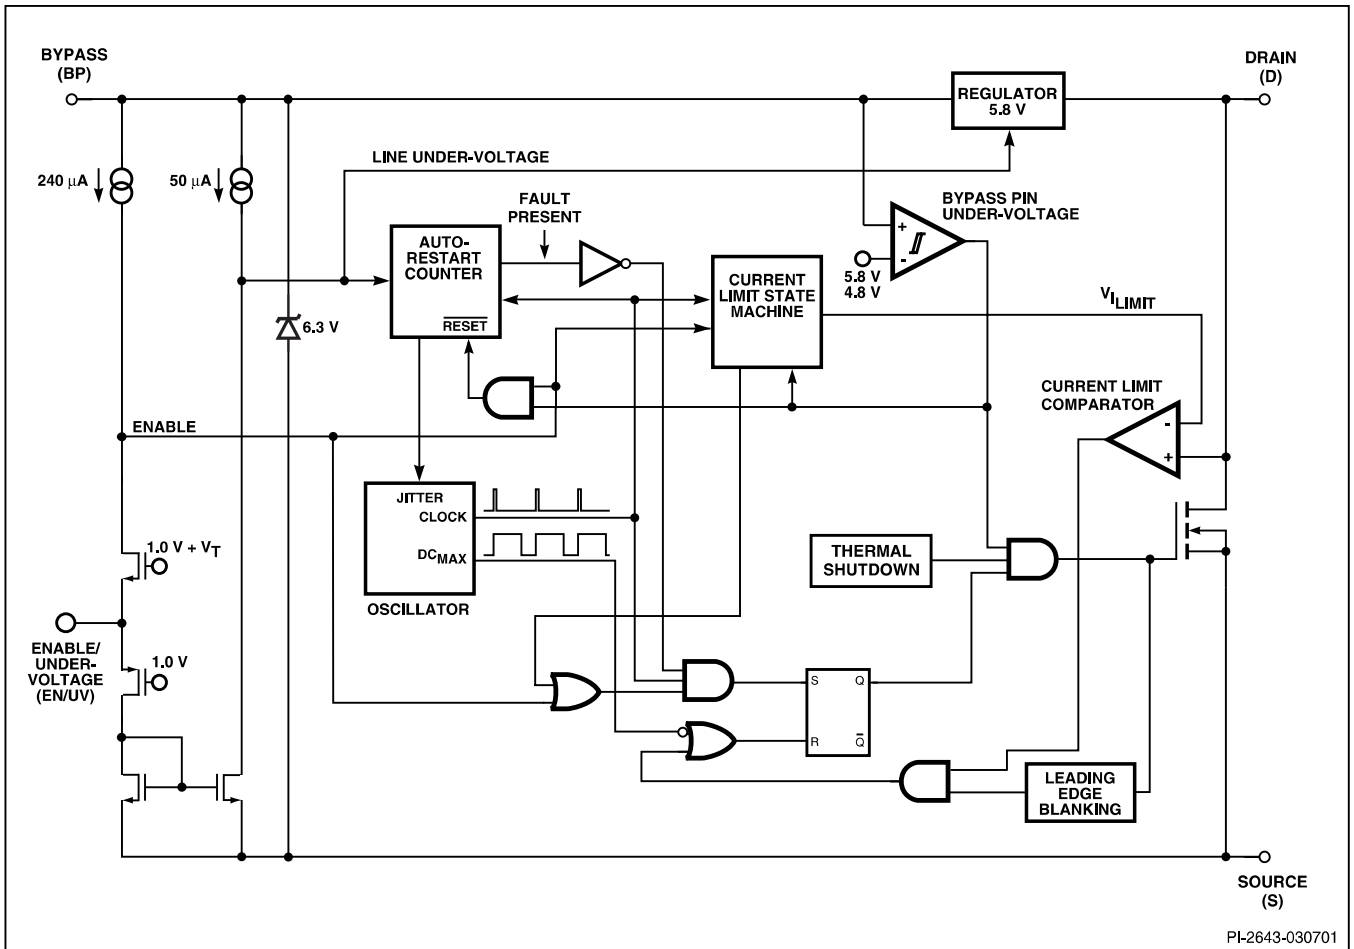 BYPASS
(BP)
DRAIN
(D)
REGULATOR
5.8 V
LINE UNDER-VOLTAGE
240 µA
50 µA
FAULT
PRESENT
BYPASS PIN
UNDER-VOLTAGE
+
-
5.8 V
4.8 V
AUTO-
RESTART
COUNTER
RESET
CURRENT
LIMIT STATE
MACHINE
VILIMIT
6.3 V
CURRENT LIMIT
COMPARATOR
-
+
ENABLE
JITTER
CLOCK
DCMAX
OSCILLATOR
1.0 V + VT
THERMAL
SHUTDOWN
ENABLE/
UNDER-
VOLTAGE
(EN/UV)
1.0 V
S Q
R Q̅
LEADING
EDGE
BLANKING
SOURCE
(S)
PI-2643-030701